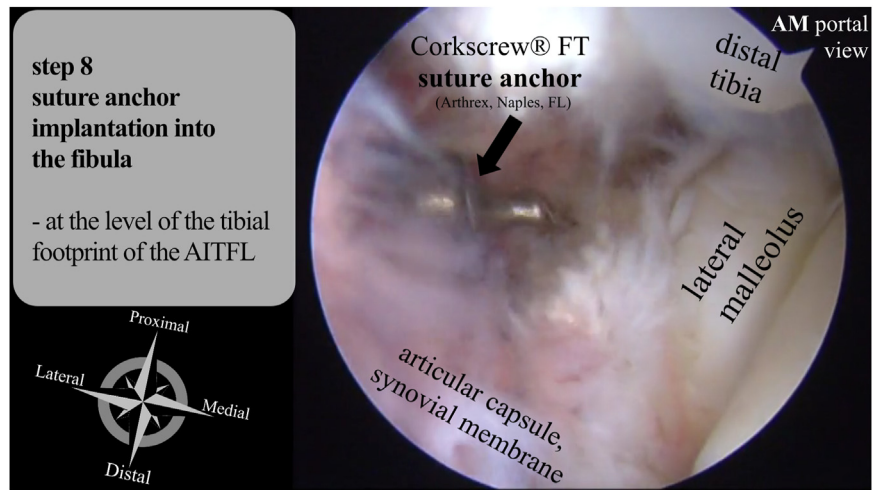 step 8
suture anchor
implantation into
the fibula
- at the level of the tibial
footprint of the AITFL
Proximal
Lateral
Medial
Distal
Corkscrew® FT
suture anchor
(Arthrex, Naples, FL)
AM portal
view
distal
tibia
lateral
malleolus
articular capsule,
synovial membrane